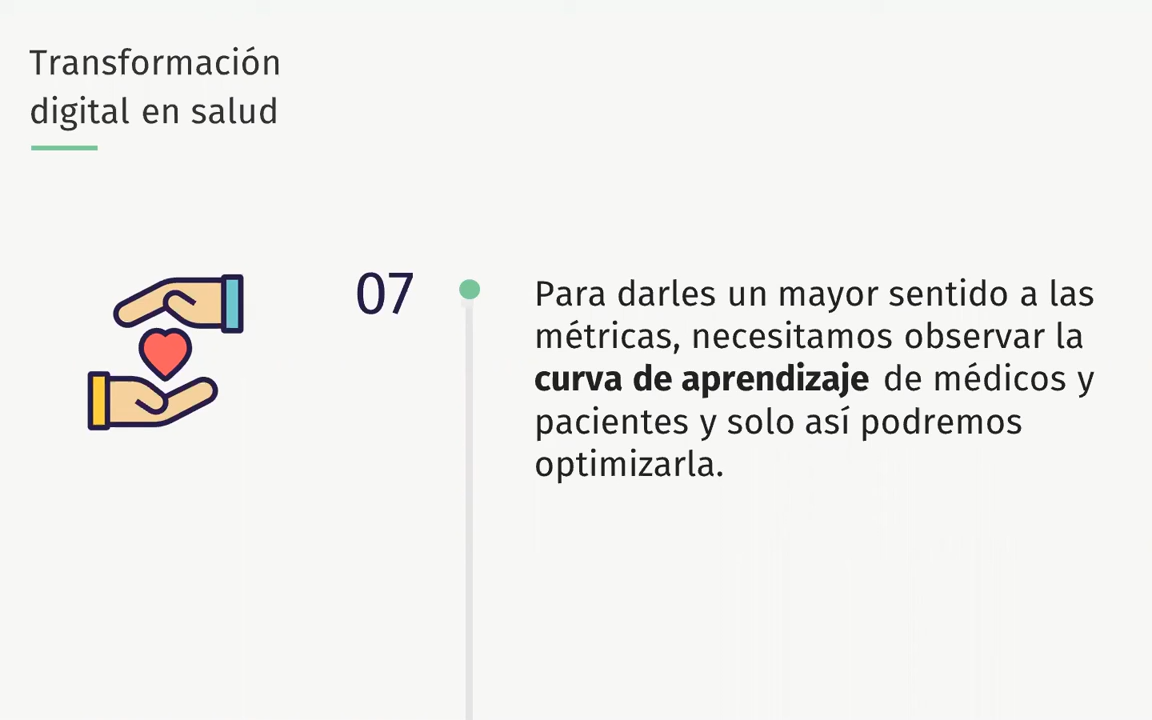 Transformación
digital en salud
07
Para darles un mayor sentido a las
métricas, necesitamos observar la
curva de aprendizaje de médicos y
pacientes y solo así podremos
optimizarla.